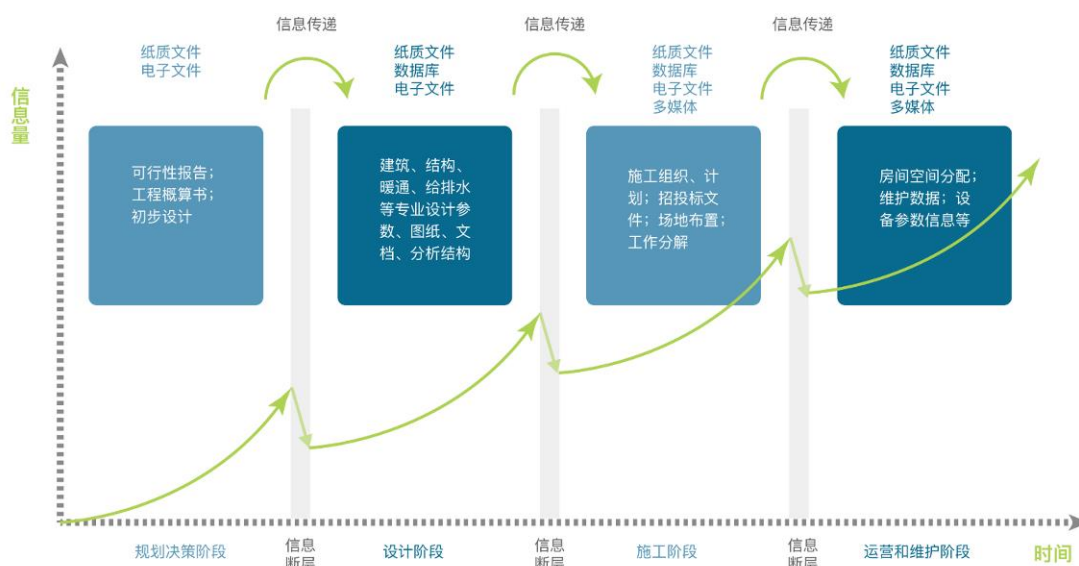 信息传递
信息传递
信息传递
纸质文件
电子文件
纸质文件
数据库
电子文件
纸质文件
数据库
电子文件
多媒体
纸质文件
数据库
电子文件
多媒体
信息量
可行性报告；
工程概算书；
初步设计
建筑、结构、
暖通、给排水
等专业设计参
数、图纸、文
档、分析结构
施工组织、计
划；招投标文
件；场地布置；
工作分解
房间空间分配；
维护数据；设
备参数信息等
规划决策阶段
信息
断层
设计阶段
信息
断层
施工阶段
信息
断层
运营和维护阶段
时间